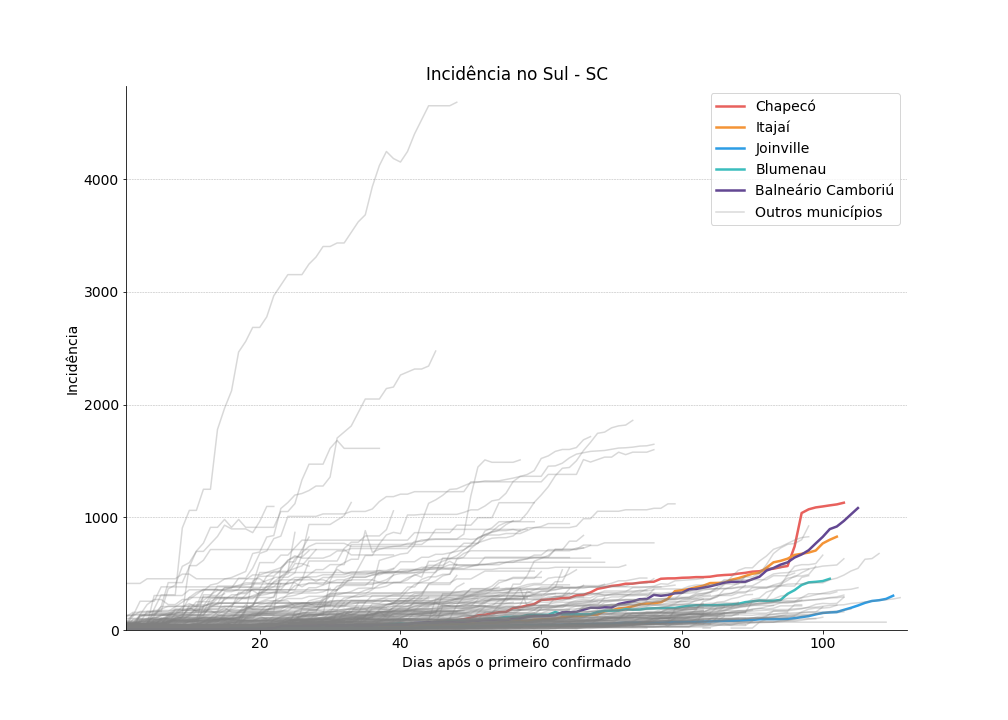 Incidência no Sul - SC
Chapecó
Itajaí
Joinville
Blumenau
Balneário Camboriú
Outros municípios
4000
3000
2000
1000
0
Incidência
20 40 60 80 100
Dias após o primeiro confirmado